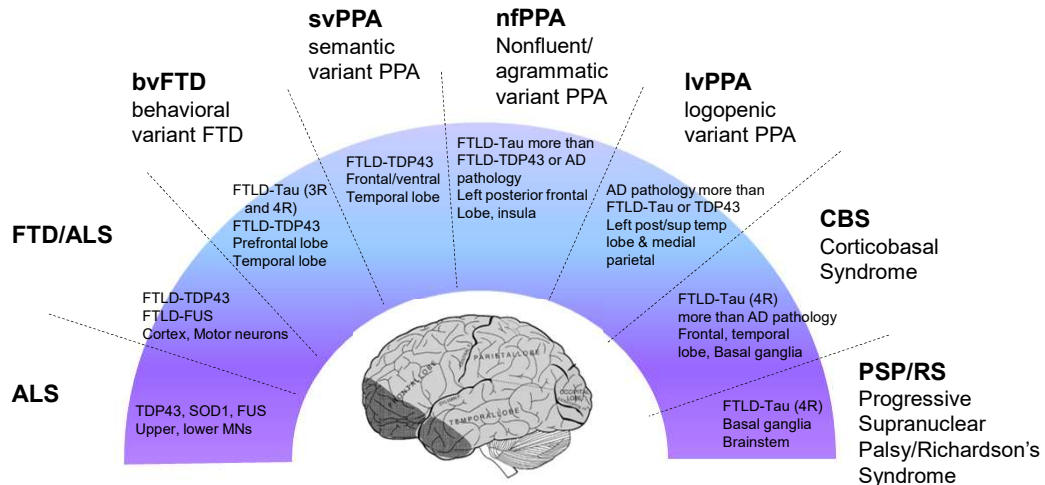 svPPA
semantic
variant PPA
nfPPA
Nonfluent/
agrammatic
variant PPA
bvFTD
behavioral
variant FTD
lvPPA
logopenic
variant PPA
FTD/ALS
CBS
Corticobasal
Syndrome
ALS
PSP/RS
Progressive
Supranuclear
Palsy/Richardson's
Syndrome
TDP43, SOD1, FUS
Upper, lower MNs
FTLD-TDP43
FTLD-FUS
Cortex, Motor neurons
FTLD-Tau (3R
and 4R)
FTLD-TDP43
Prefrontal lobe
Temporal lobe
FTLD-TDP43
Frontal/ventral
Temporal lobe
FTLD-Tau more than
FTLD-TDP43 or AD
pathology
Left posterior frontal
Lobe, insula
AD pathology more than
FTLD-Tau or TDP43
Left post/sup temp
lobe & medial
parietal
FTLD-Tau (4R)
more than AD pathology
Frontal, temporal
lobe, Basal ganglia
FTLD-Tau (4R)
Basal ganglia
Brainstem
PARIETAL LOBE
TEMPORAL LOBE
OCCIPITAL
LOBE